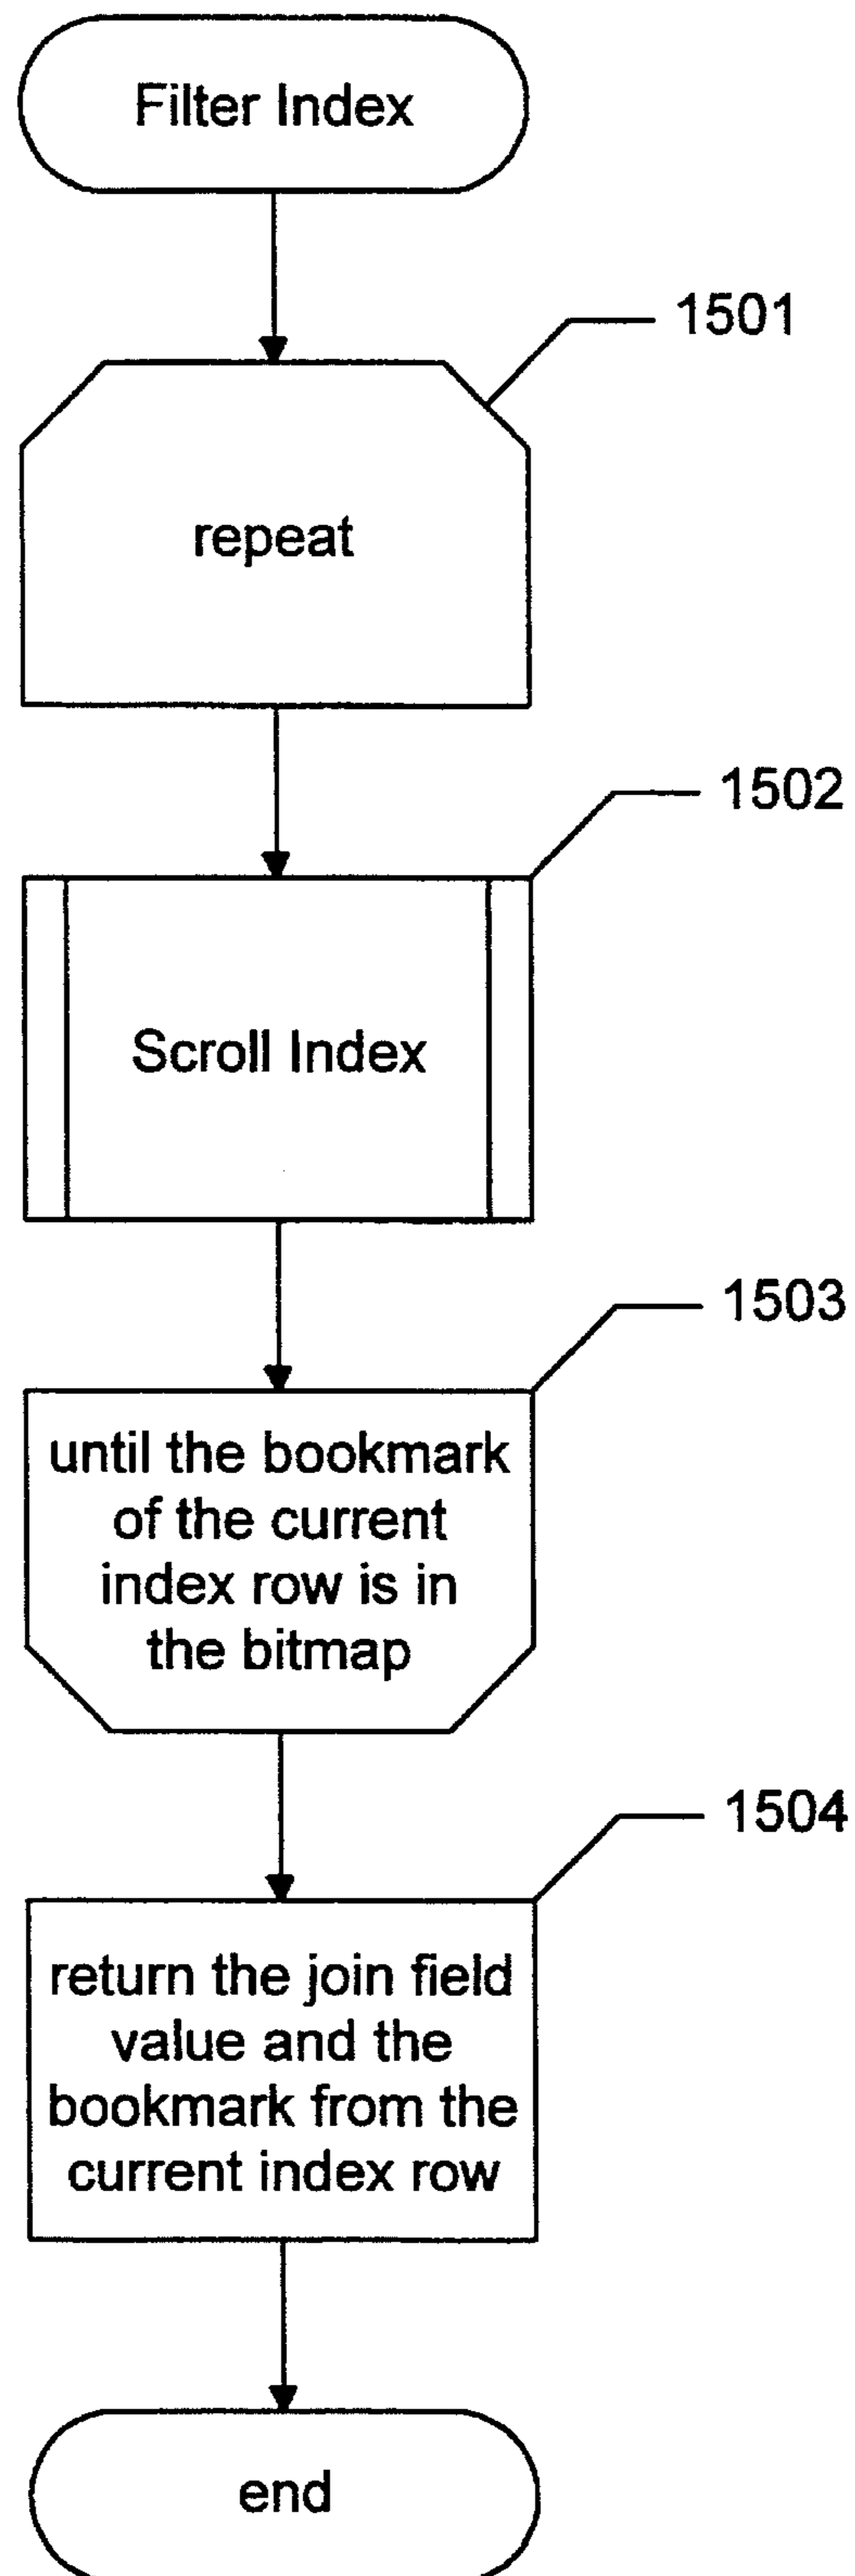 Filter Index
1501
repeat
1502
Scroll Index
1503
until the bookmark
of the current
index row is in
the bitmap
1504
return the join field
value and the
bookmark from the
current index row
end